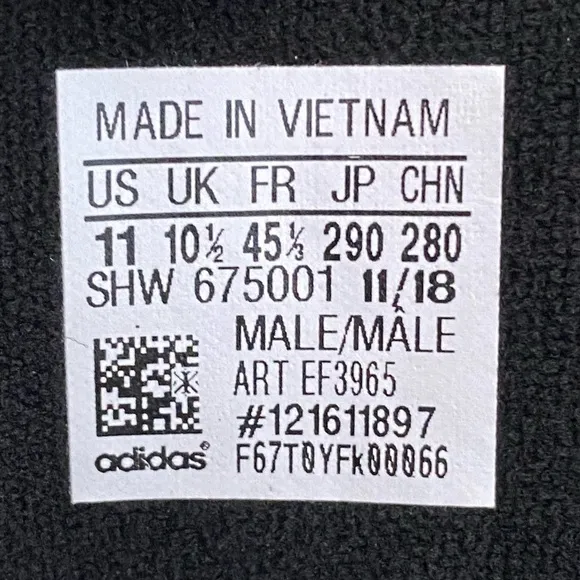 MADE IN VIETNAM
US UK FR JP CHN
11 10½ 45⅓ 290 280
SHW 675001 11/18
MALE/MÂLE
ART EF3965
#121611897
adidas® F67T0YFk00066